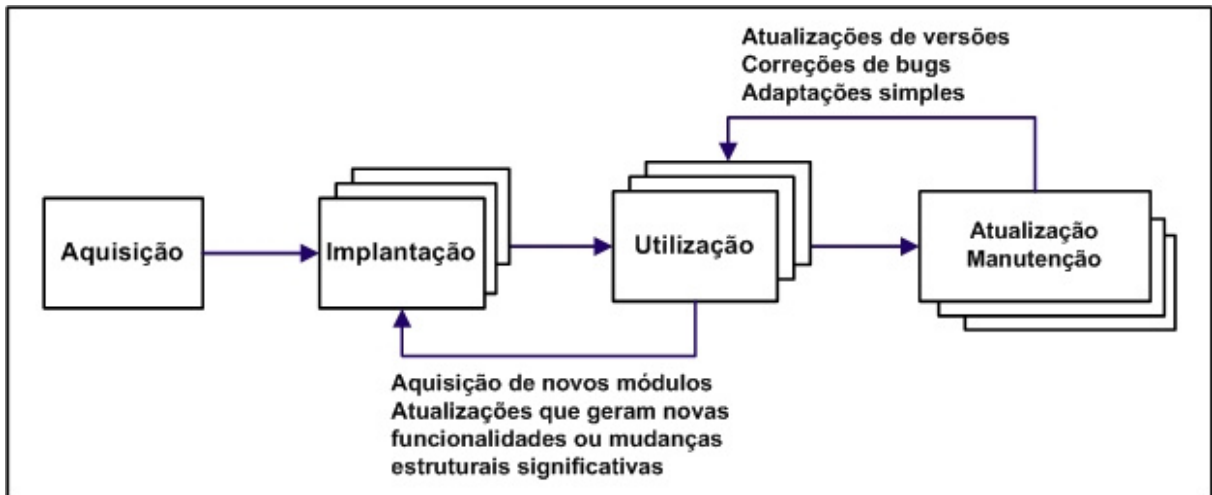 Atualizações de versões
Correções de bugs
Adaptações simples
Aquisição
Implantação
Utilização
Atualização
Manutenção
Aquisição de novos módulos
Atualizações que geram novas
funcionalidades ou mudanças
estruturais significativas